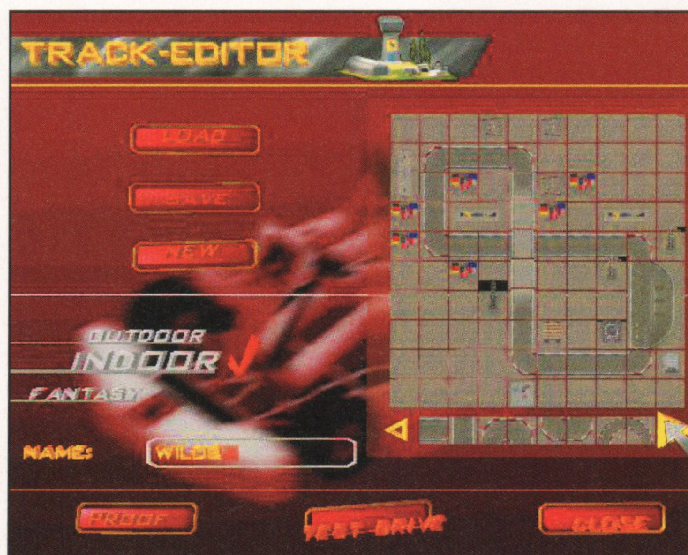 TRACK-EDITOR
LOAD
SAVE
NEW
OUTDOOR
INDOOR
FANTASY
NAME: WILDE
PROOF
TEST DRIVE
CLOSE